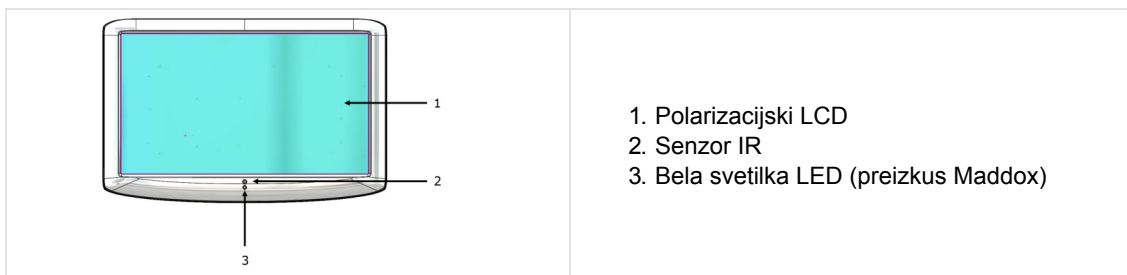 1
2
3
1. Polarizacijski LCD
2. Senzor IR
3. Bela svetilka LED (preizkus Maddox)